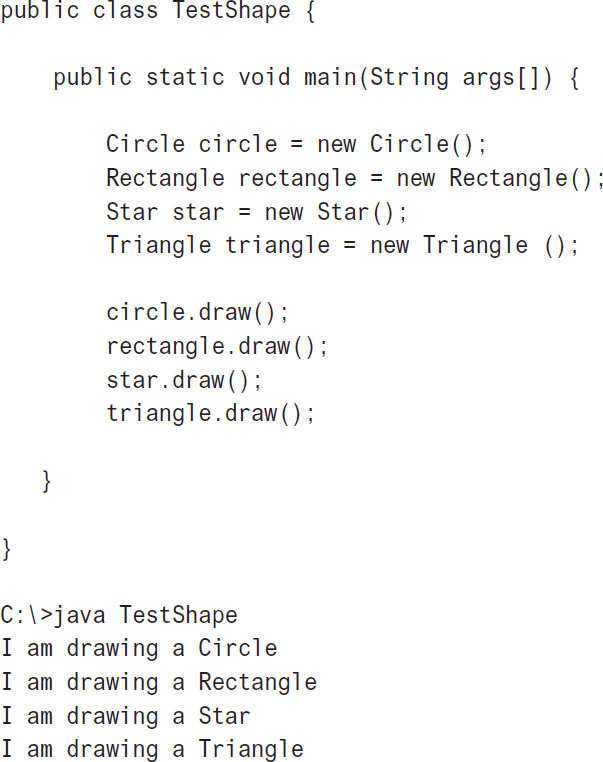 public class TestShape {
public static void main(String args[]) {
Circle circle = new Circle();
Rectangle rectangle = new Rectangle();
Star star = new Star();
Triangle triangle = new Triangle ();
circle.draw();
rectangle.draw();
star.draw();
triangle.draw();
}
}
C:\>java TestShape
I am drawing a Circle
I am drawing a Rectangle
I am drawing a Star
I am drawing a Triangle